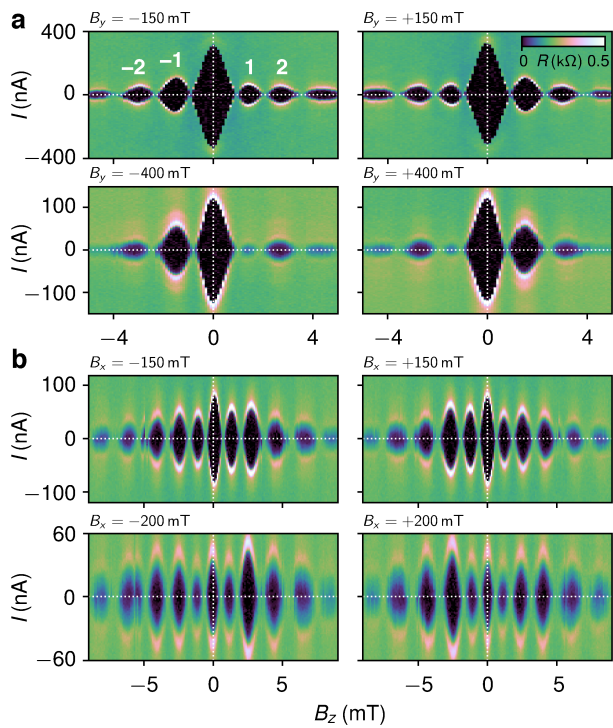 a
B_y = −150 mT
B_y = +150 mT
I (nA)
400
0
−400
−2
−1
1
2
0 R (kΩ) 0.5
B_y = −400 mT
B_y = +400 mT
I (nA)
100
0
−100
−4 0 4
−4 0 4
b
B_x = −150 mT
B_x = +150 mT
I (nA)
100
0
−100
B_x = −200 mT
B_x = +200 mT
I (nA)
60
0
−60
−5 0 5
−5 0 5
B_Z (mT)